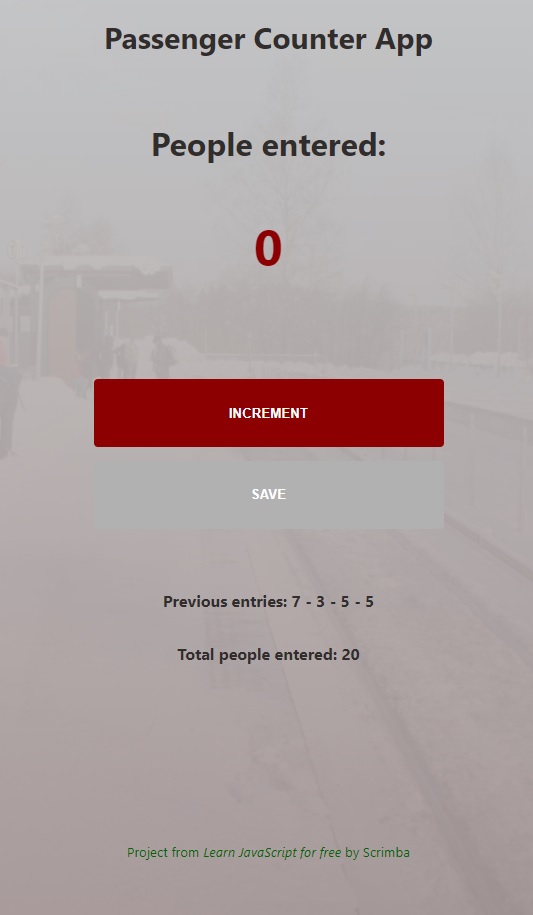 Passenger Counter App
People entered:
0
INCREMENT
SAVE
Previous entries: 7 - 3 - 5 - 5
Total people entered: 20
Project from Learn JavaScript for free by Scrimba